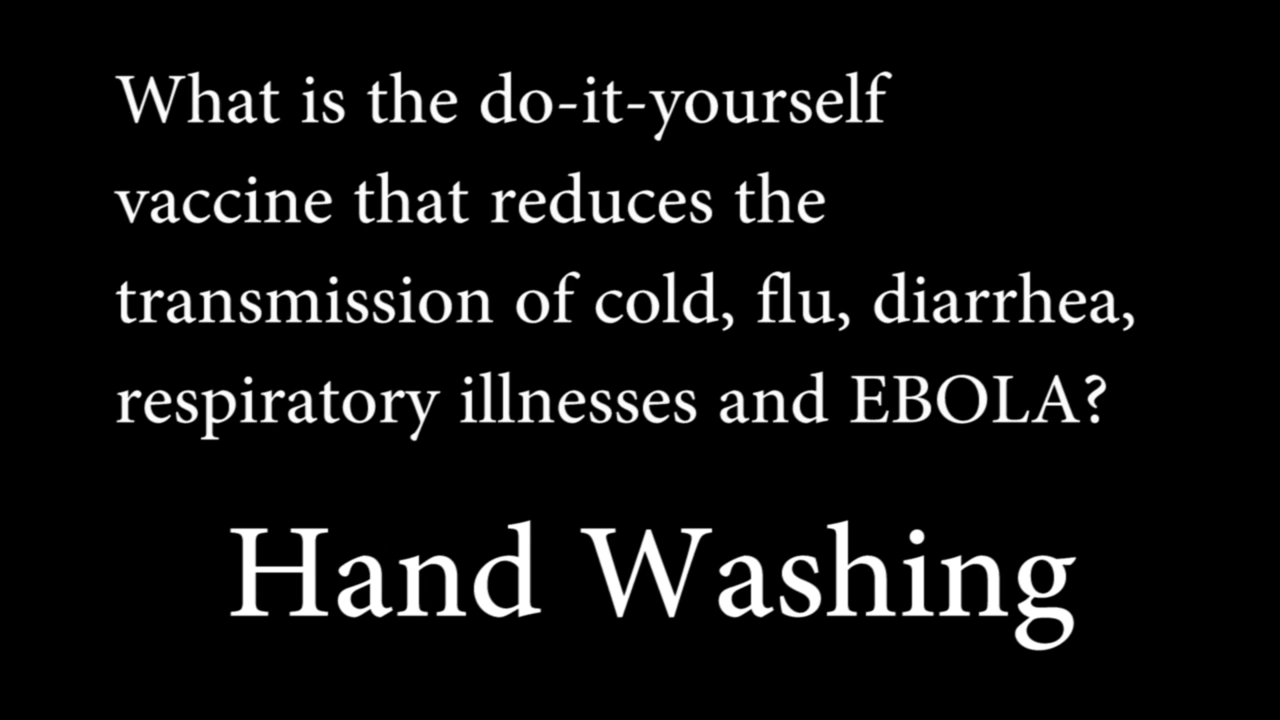 What is the do-it-yourself
vaccine that reduces the
transmission of cold, flu, diarrhea,
respiratory illnesses and EBOLA?
Hand Washing